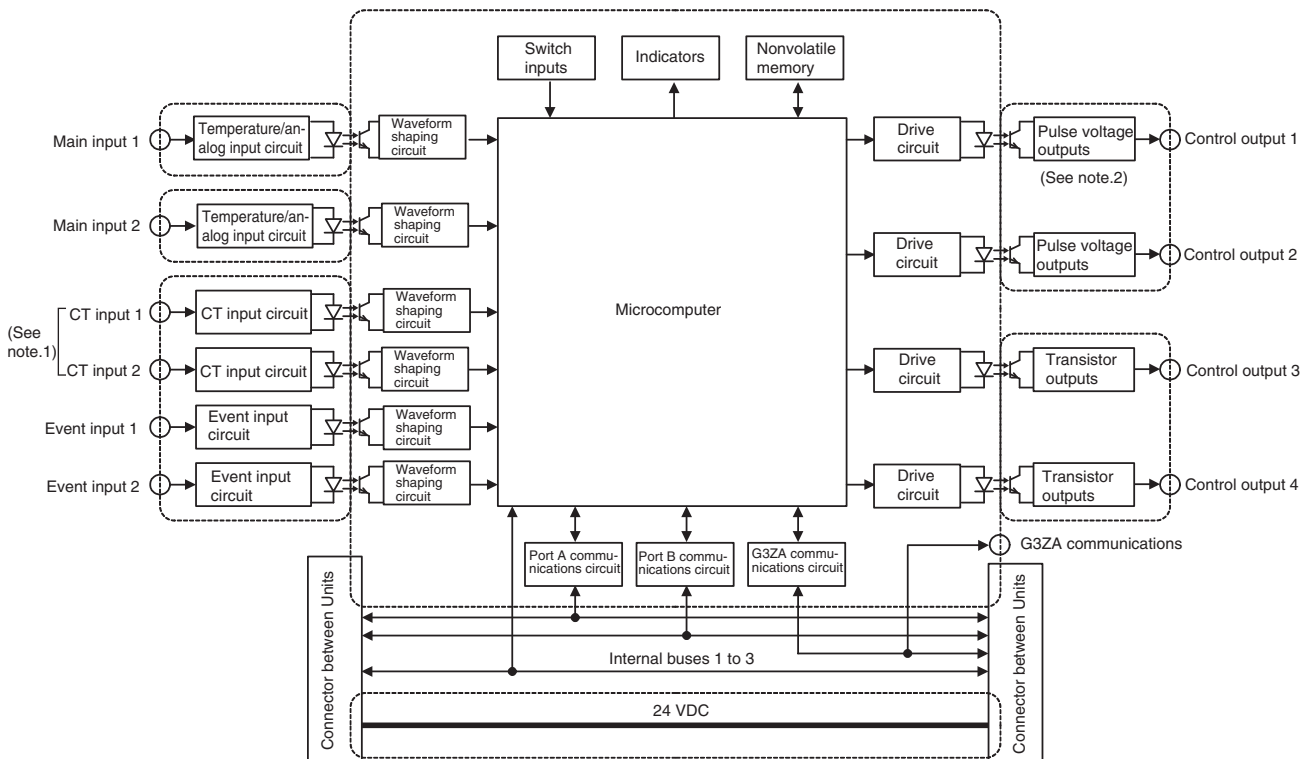 Switch
inputs
Indicators
Nonvolatile
memory
Main input 1
Temperature/an-
alog input circuit
Waveform
shaping
circuit
Drive
circuit
Pulse voltage
outputs
Control output 1
(See note.2)
Main input 2
Temperature/an-
alog input circuit
Waveform
shaping
circuit
Drive
circuit
Pulse voltage
outputs
Control output 2
(See
note.1)
CT input 1
CT input circuit
Waveform
shaping
circuit
Microcomputer
CT input 2
CT input circuit
Waveform
shaping
circuit
Drive
circuit
Transistor
outputs
Control output 3
Event input 1
Event input
circuit
Waveform
shaping
circuit
Event input 2
Event input
circuit
Waveform
shaping
circuit
Drive
circuit
Transistor
outputs
Control output 4
Port A commu-
nications circuit
Port B commu-
nications circuit
G3ZA commu-
nications circuit
G3ZA communications
Connector between Units
Internal buses 1 to 3
24 VDC
Connector between Units